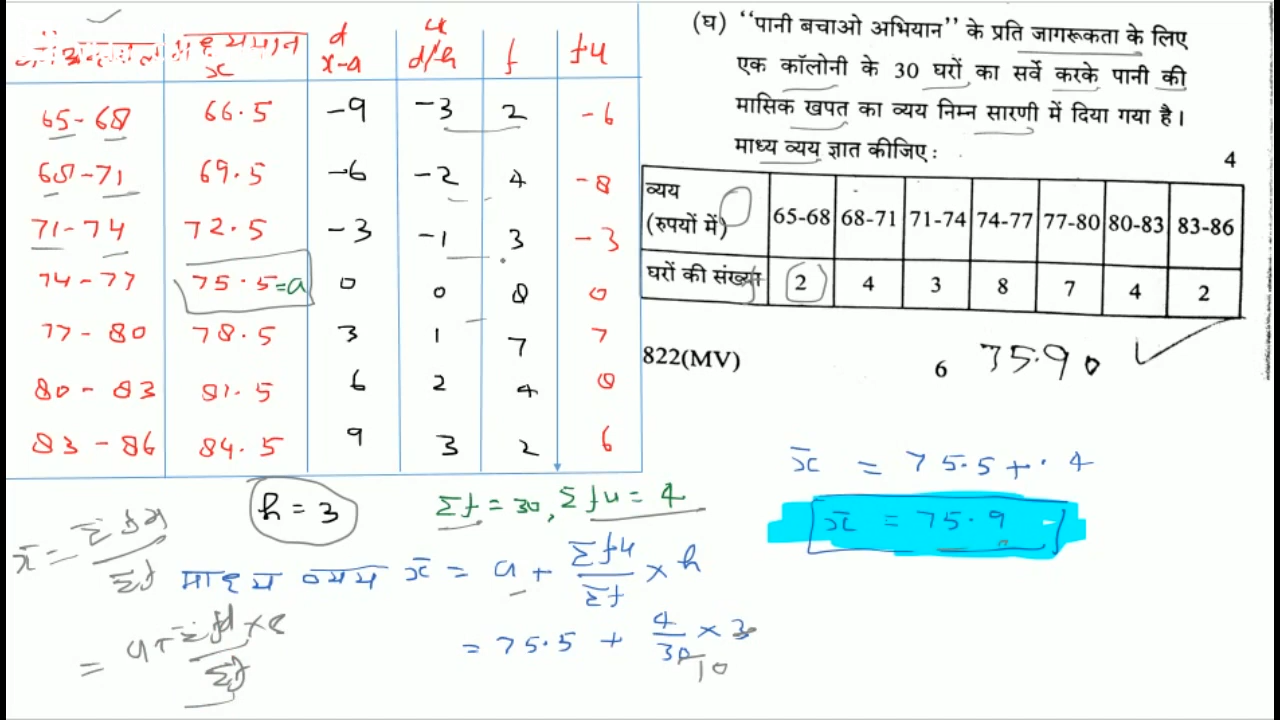 माध्यमान d u
x x-a d/h f fu
65-68 66.5 -9 -3 2 -6
68-71 69.5 -6 -2 4 -8
71-74 72.5 -3 -1 3 -3
74-77 75.5=a 0 0 8 0
77-80 78.5 3 1 7 7
80-83 81.5 6 2 4 8
83-86 84.5 9 3 2 6
h = 3 Σf = 30, Σfu = 4
x̄ =
Σf
माध्य व्यय x̄ = a + Σfu/Σf × h
= 75.5 + 4/30 × 3
10
= a + Σfd
Σf
(घ) “पानी बचाओ अभियान” के प्रति जागरूकता के लिए
एक कॉलोनी के 30 घरों का सर्वे करके पानी की
मासिक खपत का व्यय निम्न सारणी में दिया गया है।
माध्य व्यय ज्ञात कीजिए : 4
व्यय
(रुपयों में) 65-68 68-71 71-74 74-77 77-80 80-83 83-86
घरों की संख्या 2 4 3 8 7 4 2
822(MV) 6 75.90
x̄ = 75.5 + .4
x̄ = 75.9